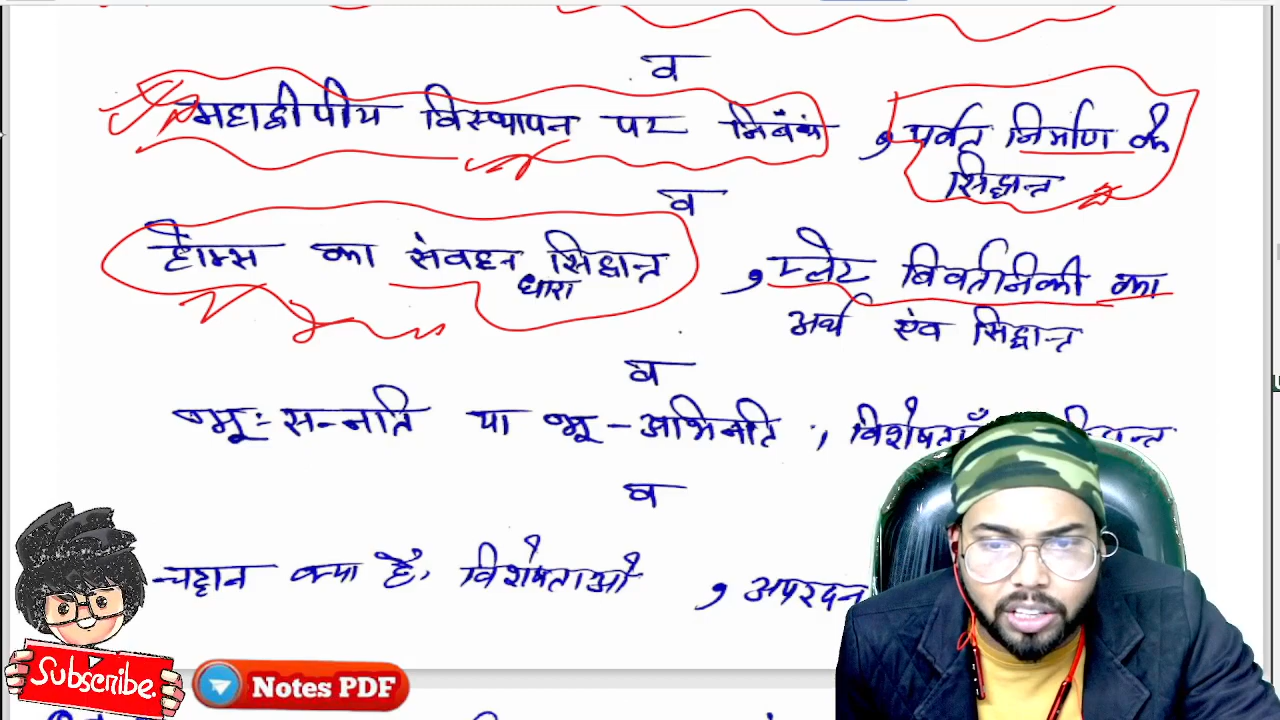 व
महाद्वीपीय विस्थापन पर निबंध , पर्वत निर्माण के
सिद्धान्त
व
होम्स का संवहन सिद्धान्त
धारा
, प्लेट विवर्तनिकी का
अर्थ एंव सिद्धान्त
व
भू-सन्नति या भू-अभिनति , विशेषताएँ
व
चट्टान क्या है, विशेषताओं , अपरदन
Subscribe.
Notes PDF